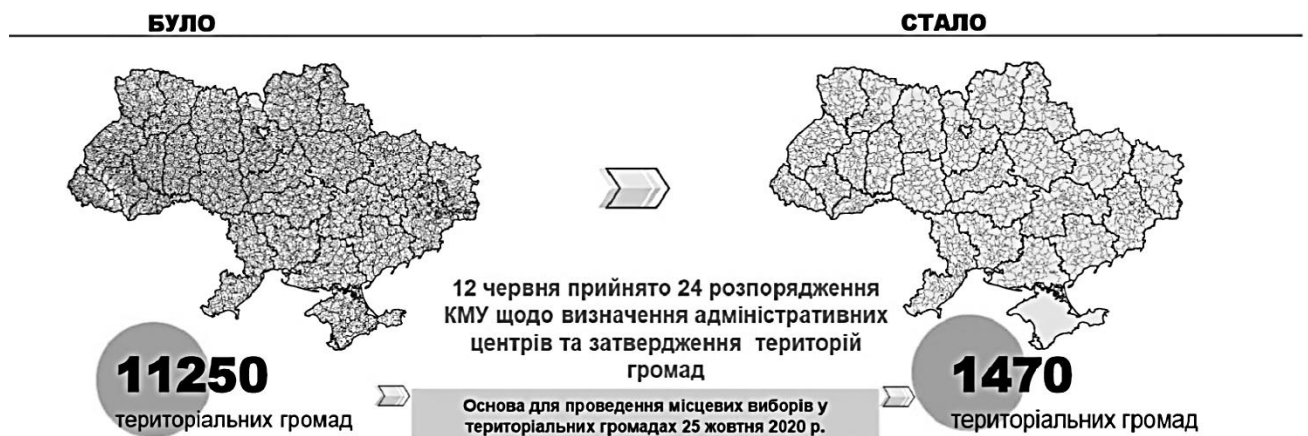 БУЛО
СТАЛО
12 червня прийнято 24 розпорядження
КМУ щодо визначення адміністративних
центрів та затвердження територій
громад
11250
територіальних громад
Основа для проведення місцевих виборів у
територіальних громадах 25 жовтня 2020 р.
1470
територіальних громад